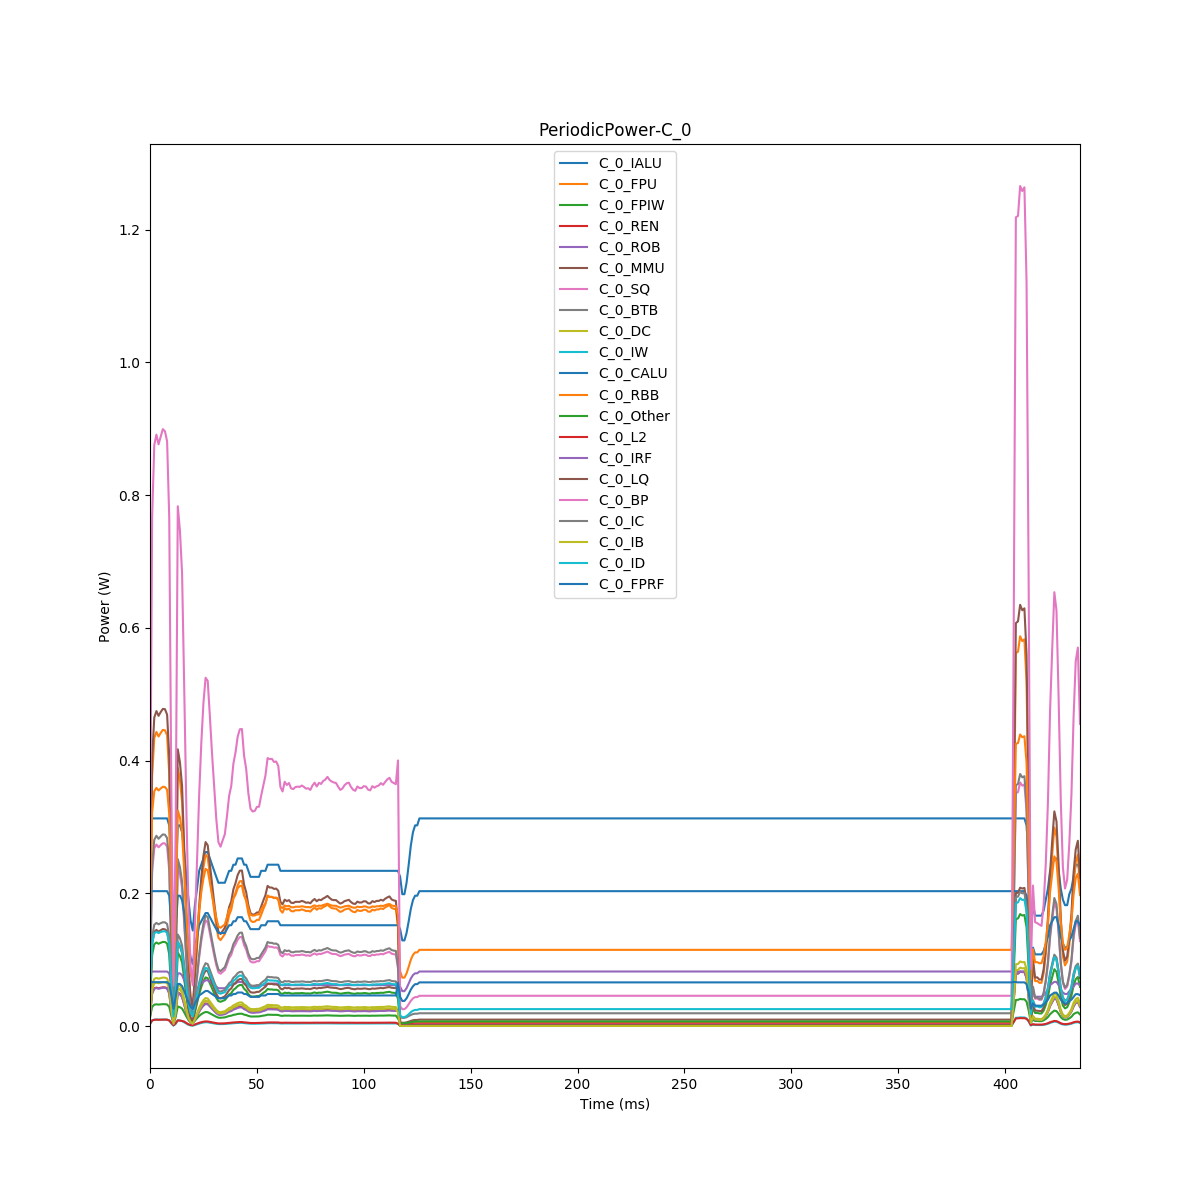 PeriodicPower-C_0
C_0_IALU
C_0_FPU
C_0_FPIW
C_0_REN
C_0_ROB
C_0_MMU
C_0_SQ
C_0_BTB
C_0_DC
C_0_IW
C_0_CALU
C_0_RBB
C_0_Other
C_0_L2
C_0_IRF
C_0_LQ
C_0_BP
C_0_IC
C_0_IB
C_0_ID
C_0_FPRF
Power (W)
1.2
1.0
0.8
0.6
0.4
0.2
0.0
0 50 100 150 200 250 300 350 400
Time (ms)